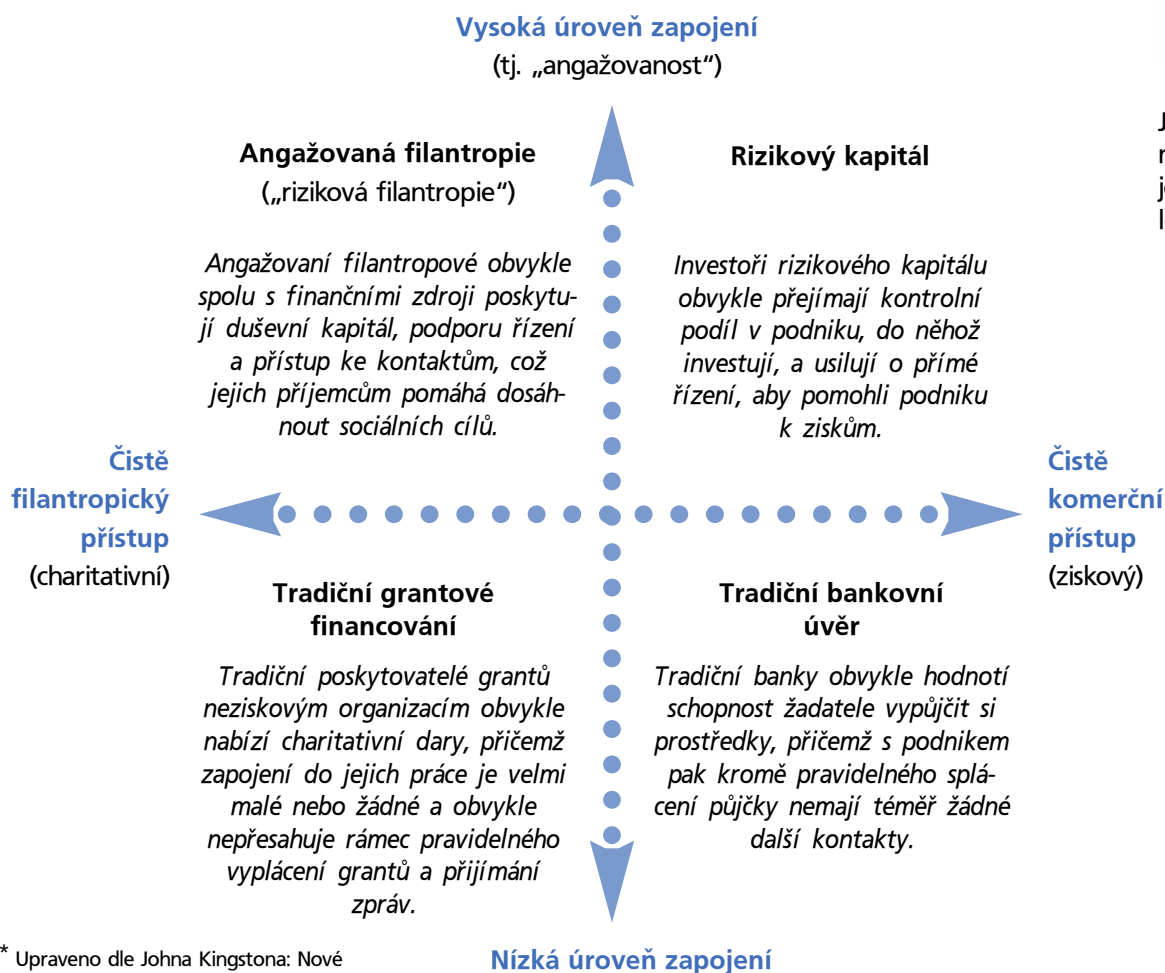 Vysoká úroveň zapojení
(tj. „angažovanost“)
Angažovaná filantropie
(„riziková filantropie“)
Angažovaní filantropové obvykle
spolu s finančními zdroji poskytu-
jí duševní kapitál, podporu řízení
a přístup ke kontaktům, což
jejich příjemcům pomáhá dosáh-
nout sociálních cílů.
Rizikový kapitál
Investoři rizikového kapitálu
obvykle přejímají kontrolní
podíl v podniku, do něhož
investují, a usilují o přímé
řízení, aby pomohli podniku
k ziskům.
Čistě
filantropický
přístup
(charitativní)
Čistě
komerční
přístup
(ziskový)
Tradiční grantové
financování
Tradiční poskytovatelé grantů
neziskovým organizacím obvykle
nabízí charitativní dary, přičemž
zapojení do jejich práce je velmi
malé nebo žádné a obvykle
nepřesahuje rámec pravidelného
vyplácení grantů a přijímání
zpráv.
Tradiční bankovní
úvěr
Tradiční banky obvykle hodnotí
schopnost žadatele vypůjčit si
prostředky, přičemž s podnikem
pak kromě pravidelného splá-
cení půjčky nemají téměř žádné
další kontakty.
* Upraveno dle Johna Kingstona: Nové
Nízká úroveň zapojení